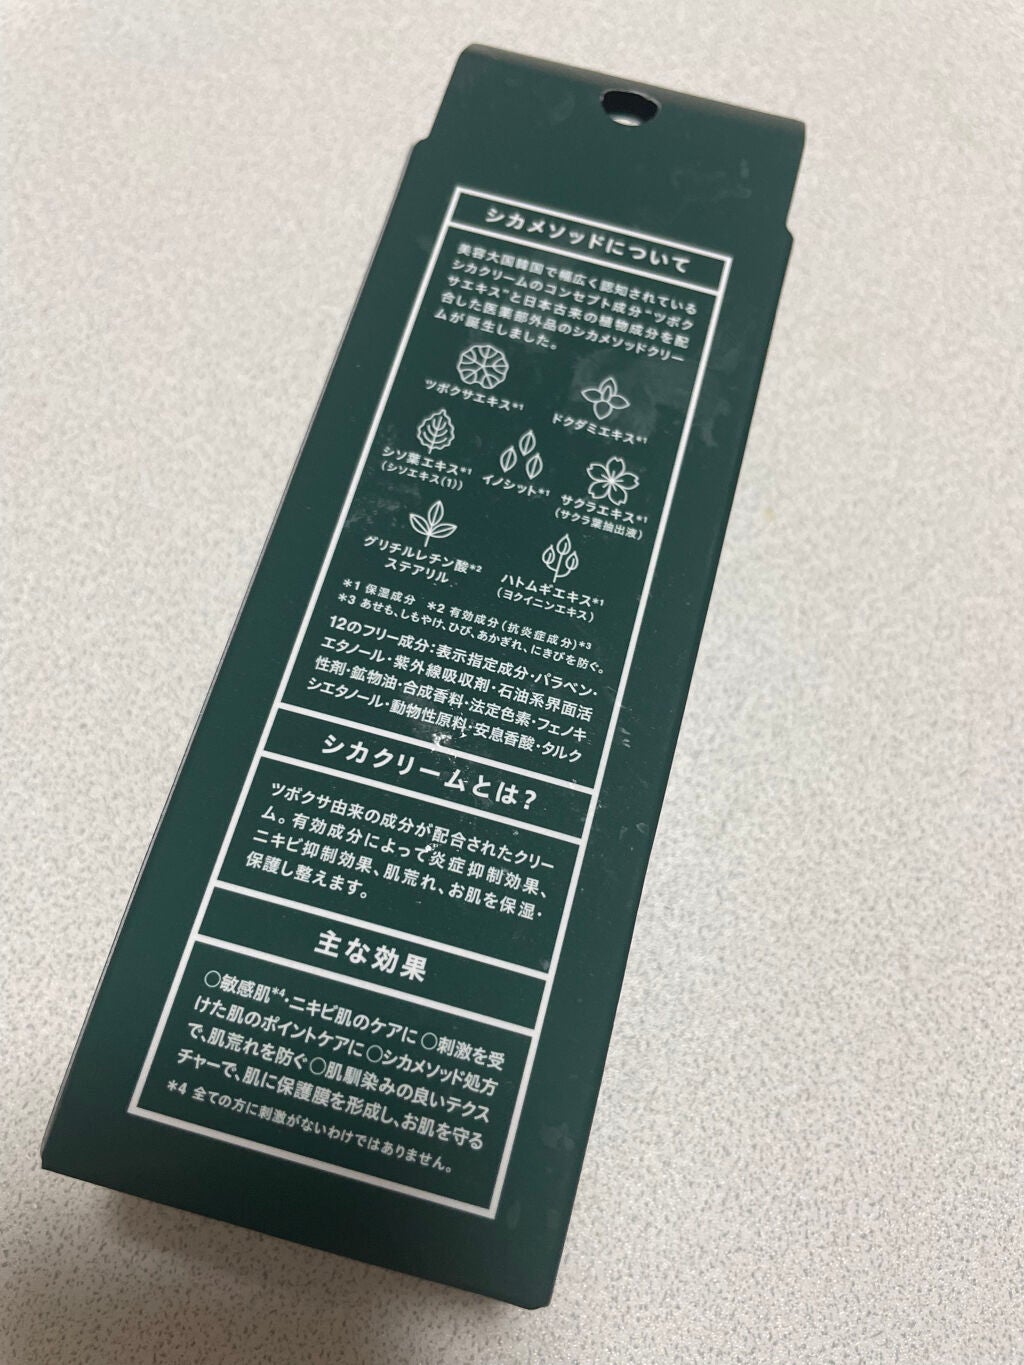 シカメソッドについて
美容大国韓国で幅広く認知されている
シカクリームのコンセプト成分“ツボク
サエキス”と日本古来の植物成分を配
合した医薬部外品のシカメソッドクリー
ムが誕生しました。
ツボクサエキス*1
ドクダミエキス*1
シソ葉エキス*1
(シソエキス(1))
イノシット*1
サクラエキス*1
(サクラ葉抽出液)
グリチルレチン酸*2
ステアリル
ハトムギエキス*1
(ヨクイニンエキス)
*1 保湿成分 *2 有効成分(抗炎症成分)*3
*3 あせも、しもやけ、ひび、あかぎれ、にきびを防ぐ。
12のフリー成分:表示指定成分・パラベン・
エタノール・紫外線吸収剤・石油系界面活
性剤・鉱物油・合成香料・法定色素・フェノキ
シエタノール・動物性原料・安息香酸・タルク
シカクリームとは?
ツボクサ由来の成分が配合されたクリー
ム。有効成分によって炎症抑制効果、
ニキビ抑制効果、肌荒れ、お肌を保湿・
保護し整えます。
主な効果
○敏感肌*4・ニキビ肌のケアに ○刺激を受
けた肌のポイントケアに ○シカメソッド処方
で、肌荒れを防ぐ ○肌馴染みの良いテクス
チャーで、肌に保護膜を形成し、お肌を守る
*4 全ての方に刺激がないわけではありません。